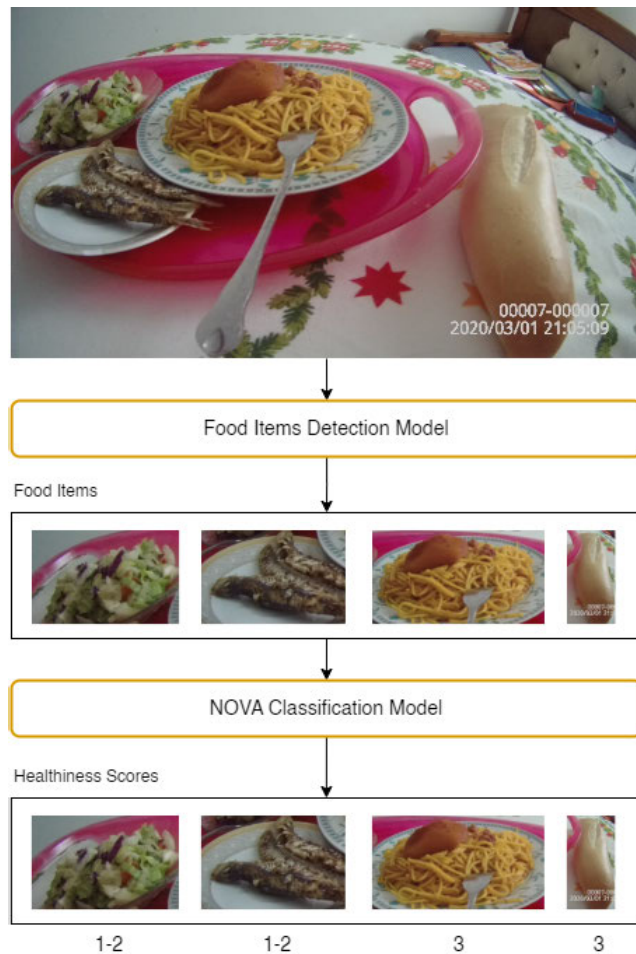 00007-000007
2020/03/01 21:05:09
Food Items Detection Model
Food Items
NOVA Classification Model
Healthiness Scores
1-2 1-2 3 3